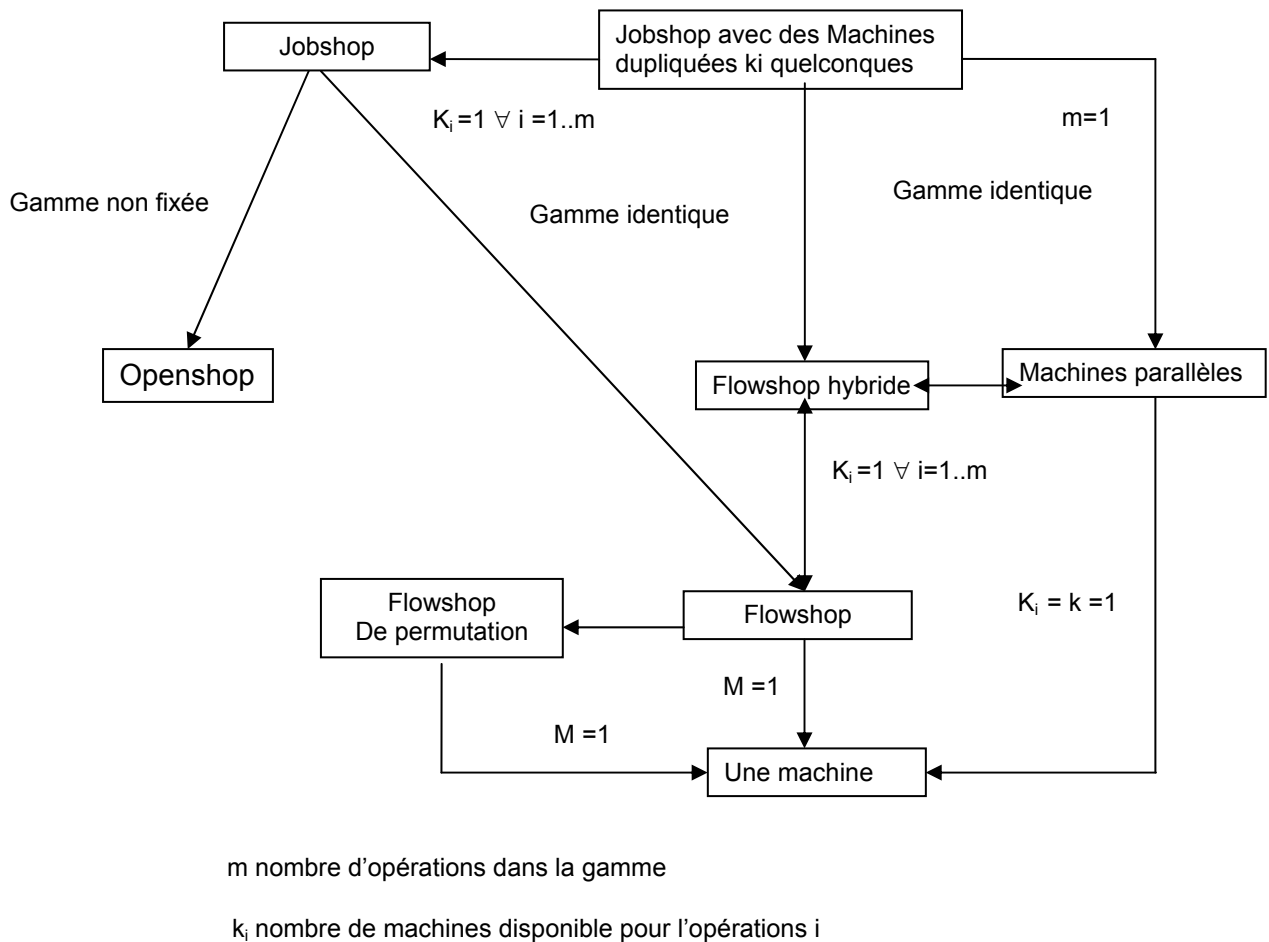 Jobshop
Jobshop avec des Machines
dupliquées ki quelconques
Kᵢ =1 ∀ i =1..m
m=1
Gamme non fixée
Gamme identique
Gamme identique
Openshop
Flowshop hybride
Machines parallèles
Kᵢ =1 ∀ i=1..m
Flowshop
De permutation
Flowshop
Kᵢ = k =1
M =1
M =1
Une machine
m nombre d’opérations dans la gamme
kᵢ nombre de machines disponible pour l’opérations i